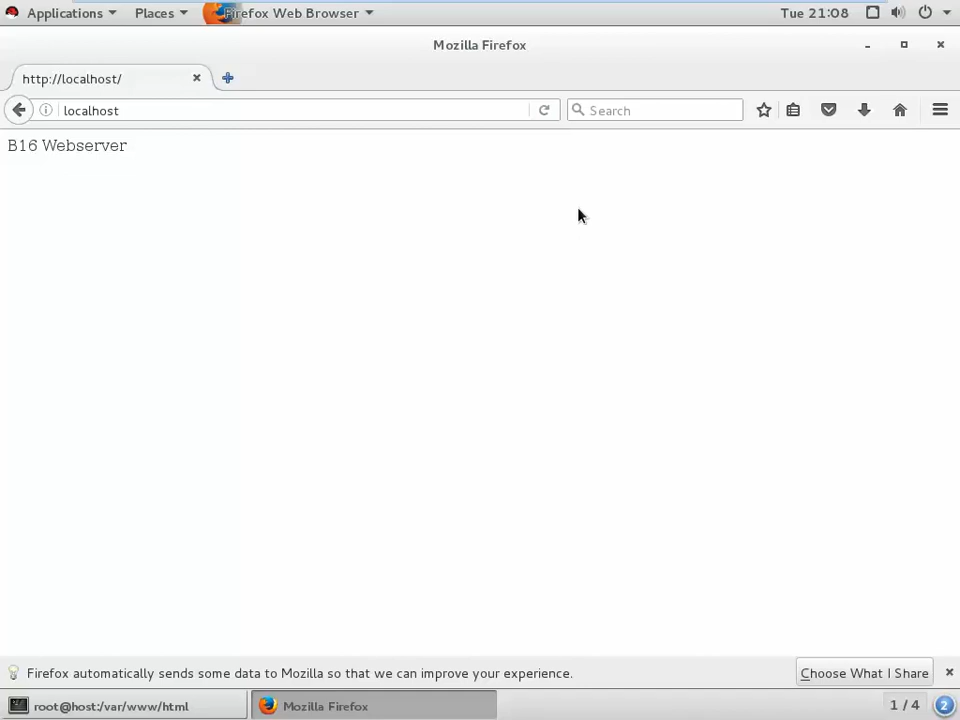 Applications Places Firefox Web Browser Tue 21:08
Mozilla Firefox
http://localhost/
localhost Search
B16 Webserver
Firefox automatically sends some data to Mozilla so that we can improve your experience. Choose What I Share
root@host:/var/www/html Mozilla Firefox 1 / 4 2